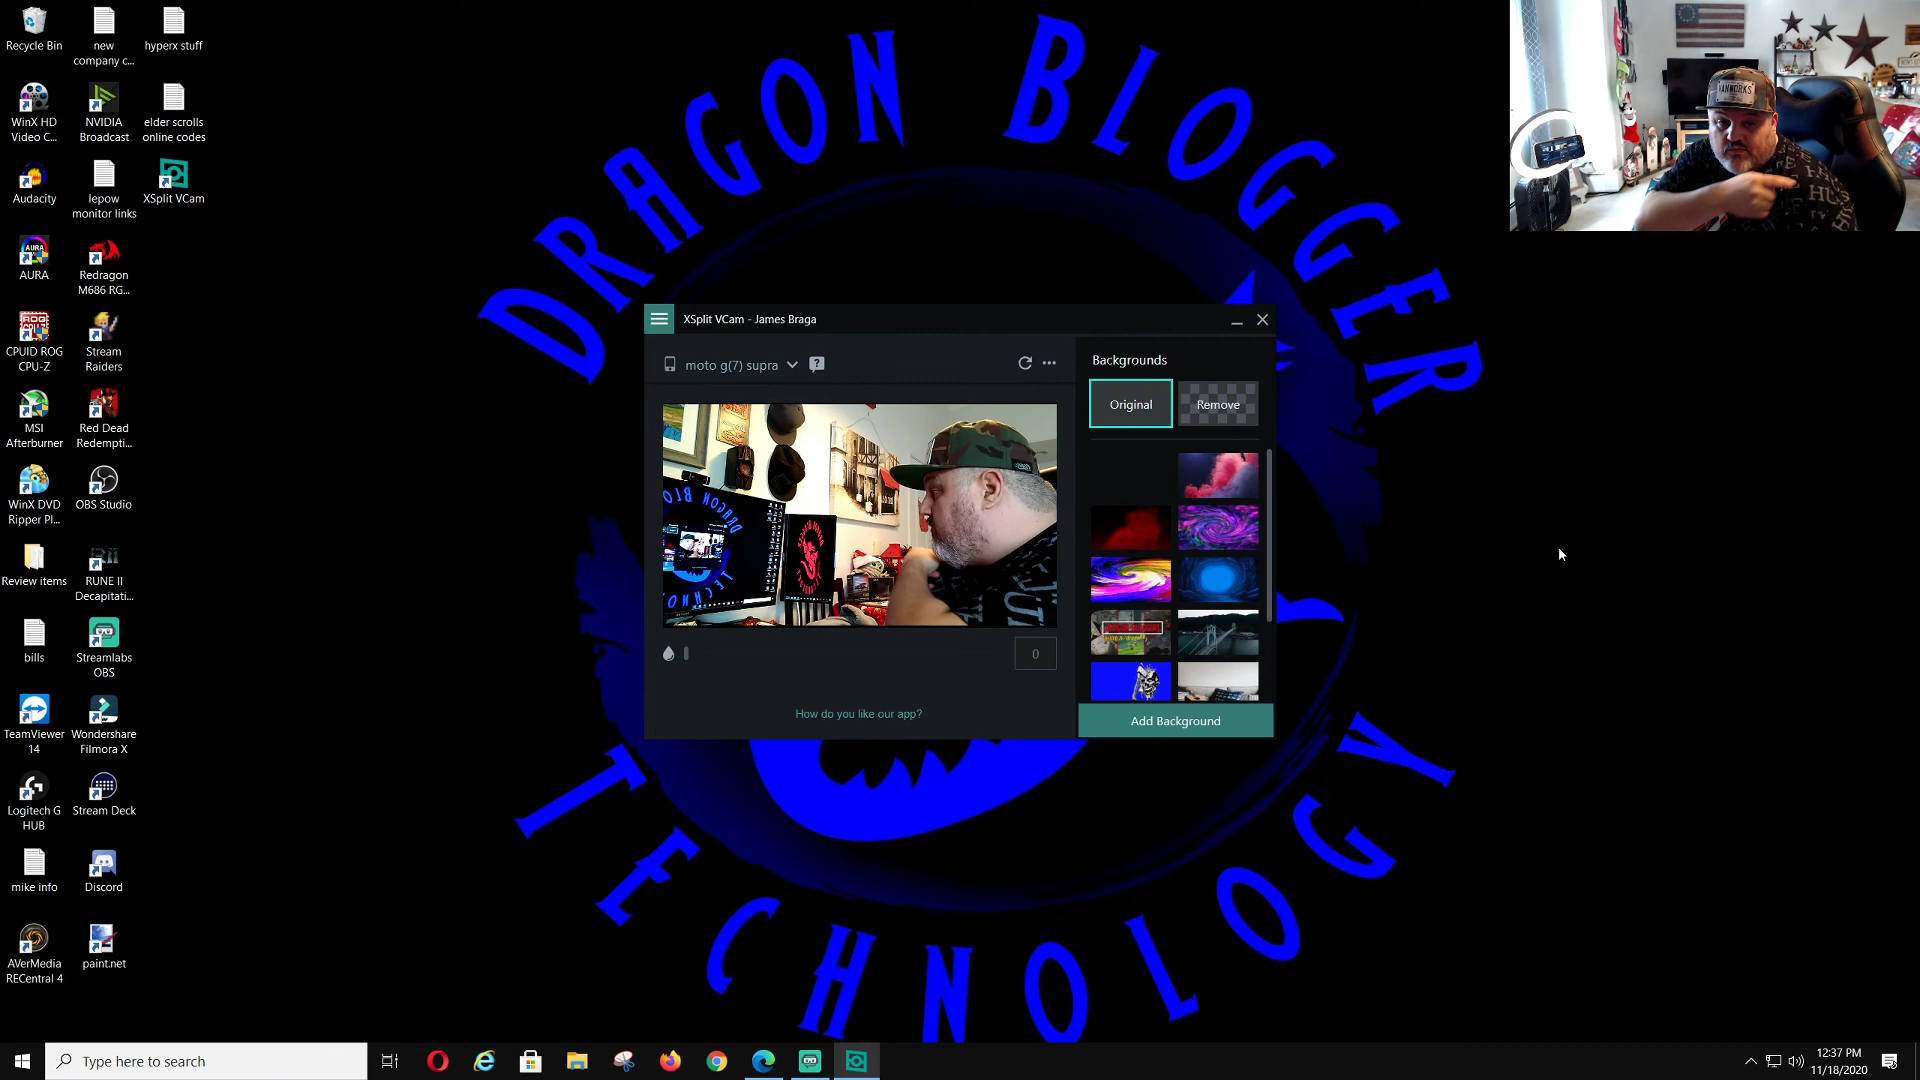 Recycle Bin
new
company c...
hyperx stuff
WinX HD
Video C...
NVIDIA
Broadcast
elder scrolls
online codes
Audacity
lepow
monitor links
XSplit VCam
AURA
AURA
Redragon
M686 RG...
CPUID ROG
CPU-Z
Stream
Raiders
MSI
Afterburner
Red Dead
Redempti...
WinX DVD
Ripper Pl...
OBS Studio
Review items
RUNE II
Decapitati...
bills
Streamlabs
OBS
TeamViewer
14
Wondershare
Filmora X
Logitech G
HUB
Stream Deck
mike info
Discord
AVerMedia
RECentral 4
paint.net
DRAGON BLOGGER
TECHNOLOGY
XSplit VCam - James Braga
moto g(7) supra
Backgrounds
Original
Remove
0
How do you like our app?
Add Background
Type here to search
12:37 PM
11/18/2020